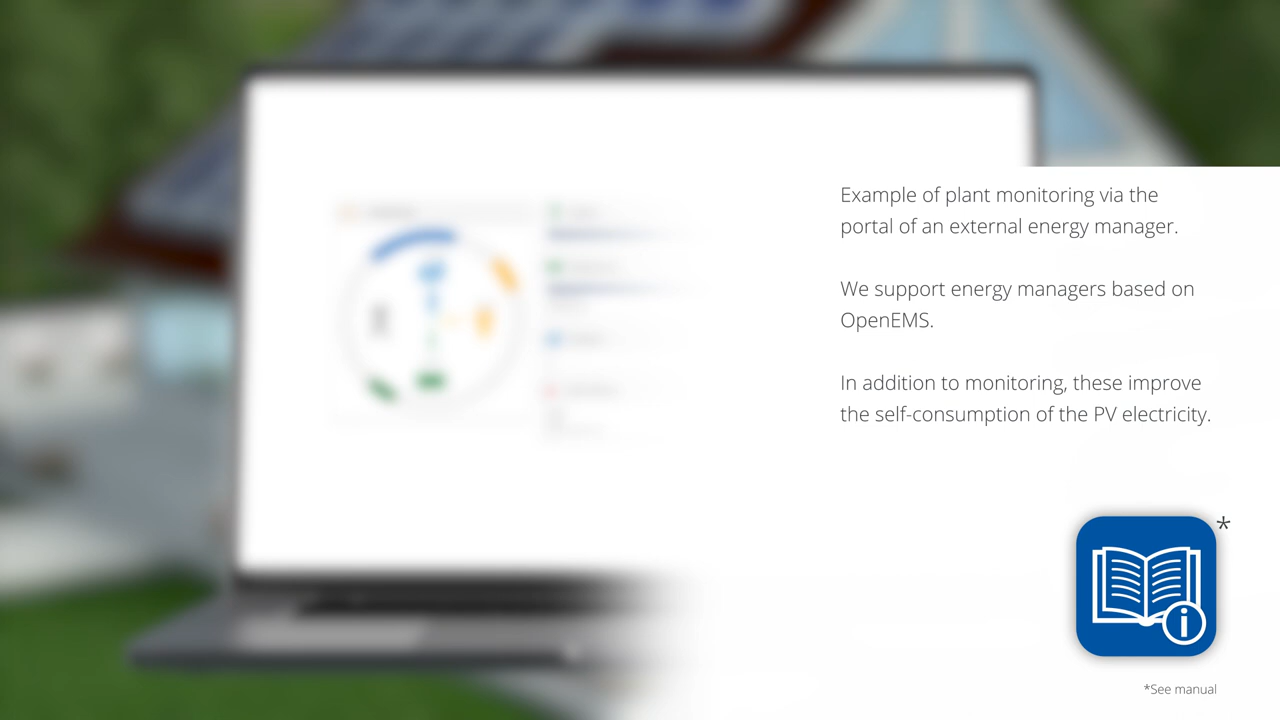 Example of plant monitoring via the
portal of an external energy manager.
We support energy managers based on
OpenEMS.
In addition to monitoring, these improve
the self-consumption of the PV electricity.
*
i
*See manual